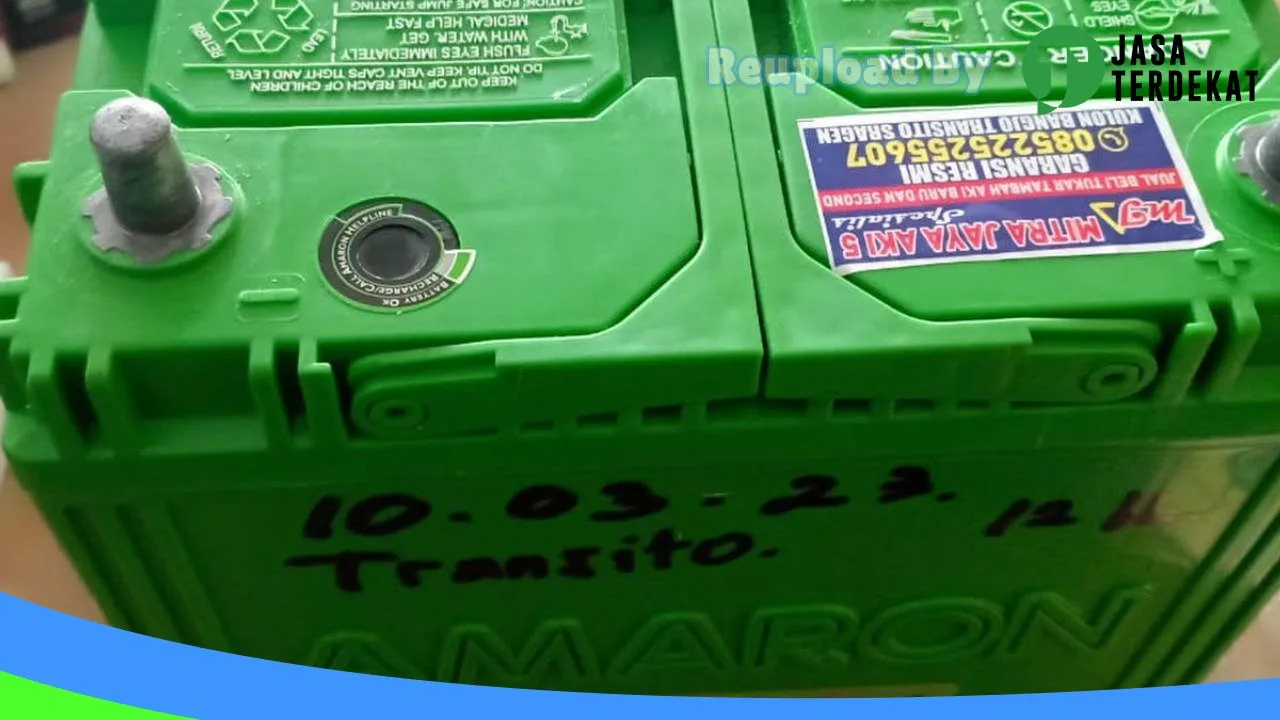 Reupload By
JASA
TERDEKAT
KEEP OUT OF THE REACH OF CHILDREN
DO NOT TIP, KEEP VENT CAPS TIGHT AND LEVEL
FLUSH EYES IMMEDIATELY
WITH WATER, GET
MEDICAL HELP FAST
CAUTION: FOR SAFE JUMP STARTING
RETURN
LEAD
CAUTION
SHIELD
EYES
BATTERY OK
RECHARGE/CALL AMARON HELPLINE
mja
MITRA JAYA AKI 5
Spesialis
JUAL BELI TUKAR TAMBAH AKI BARU DAN SECOND
GARANSI RESMI
085225255607
KULON BANGJO TRANSITO SRAGEN
10.03.23. 12 H
Transito.
AMARON